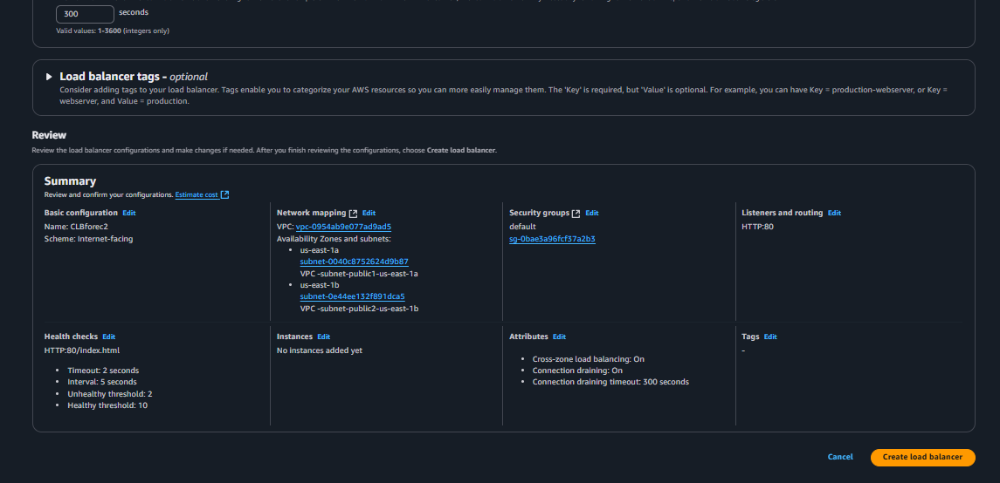 300 seconds
Valid values: 1-3600 (integers only)
Load balancer tags - optional
Consider adding tags to your load balancer. Tags enable you to categorize your AWS resources so you can more easily manage them. The 'Key' is required, but 'Value' is optional. For example, you can have Key = production-webserver, or Key =
webserver, and Value = production.
Review
Review the load balancer configurations and make changes if needed. After you finish reviewing the configurations, choose Create load balancer.
Summary
Review and confirm your configurations. Estimate cost
Basic configuration Edit
Name: CLBforec2
Scheme: Internet-facing
Network mapping Edit
VPC: vpc-0954ab9e077ad9ad5
Availability Zones and subnets:
• us-east-1a
subnet-0040c8752624d9b87
VPC -subnet-public1-us-east-1a
• us-east-1b
subnet-0e44ee132f891dca5
VPC -subnet-public2-us-east-1b
Security groups Edit
default
sg-0bae3a96fcf37a2b3
Listeners and routing Edit
HTTP:80
Health checks Edit
HTTP:80/index.html
• Timeout: 2 seconds
• Interval: 5 seconds
• Unhealthy threshold: 2
• Healthy threshold: 10
Instances Edit
No instances added yet
Attributes Edit
• Cross-zone load balancing: On
• Connection draining: On
• Connection draining timeout: 300 seconds
Tags Edit
-
Cancel
Create load balancer